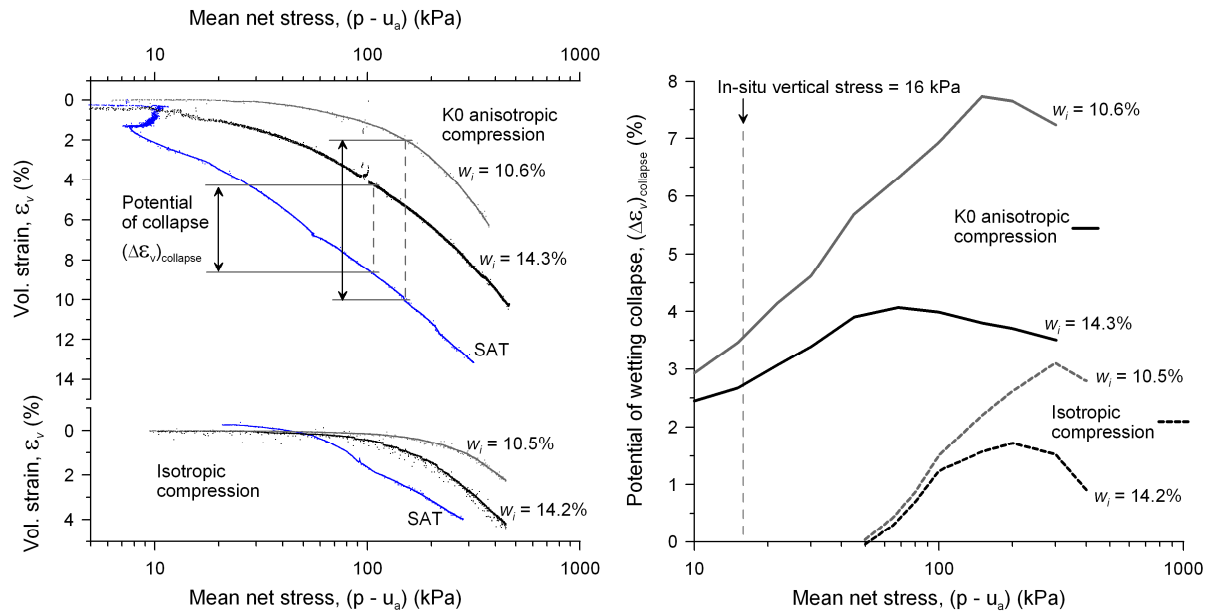 Mean net stress, (p - uₐ) (kPa)
10 100 1000
0
2
4
6
8
10
12
14
Vol. strain, εᵥ (%)
K0 anisotropic
compression
wᵢ = 10.6%
Potential
of collapse
(Δεᵥ)collapse
wᵢ = 14.3%
SAT
0
2
4
Vol. strain, εᵥ (%)
wᵢ = 10.5%
Isotropic
compression
SAT
wᵢ = 14.2%
10 100 1000
Mean net stress, (p - uₐ) (kPa)
8
7
6
5
4
3
2
1
0
Potential of wetting collapse, (Δεᵥ)collapse (%)
In-situ vertical stress = 16 kPa
wᵢ = 10.6%
K0 anisotropic
compression
wᵢ = 14.3%
wᵢ = 10.5%
Isotropic
compression
wᵢ = 14.2%
10 100 1000
Mean net stress, (p - uₐ) (kPa)